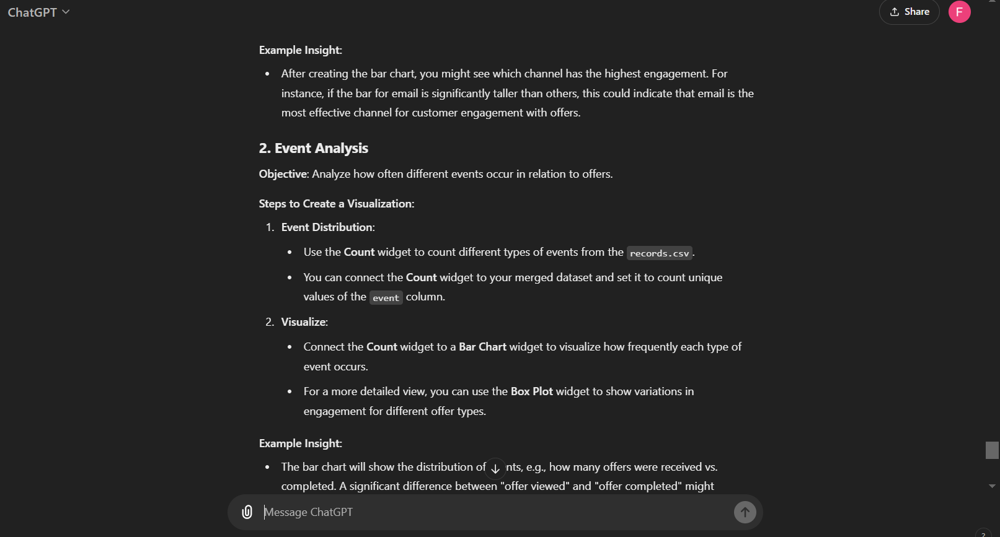 ChatGPT
Share
F
Example Insight:
• After creating the bar chart, you might see which channel has the highest engagement. For
instance, if the bar for email is significantly taller than others, this could indicate that email is the
most effective channel for customer engagement with offers.
2. Event Analysis
Objective: Analyze how often different events occur in relation to offers.
Steps to Create a Visualization:
1. Event Distribution:
• Use the Count widget to count different types of events from the records.csv.
• You can connect the Count widget to your merged dataset and set it to count unique
values of the event column.
2. Visualize:
• Connect the Count widget to a Bar Chart widget to visualize how frequently each type of
event occurs.
• For a more detailed view, you can use the Box Plot widget to show variations in
engagement for different offer types.
Example Insight:
• The bar chart will show the distribution of nts, e.g., how many offers were received vs.
completed. A significant difference between "offer viewed" and "offer completed" might
Message ChatGPT
?